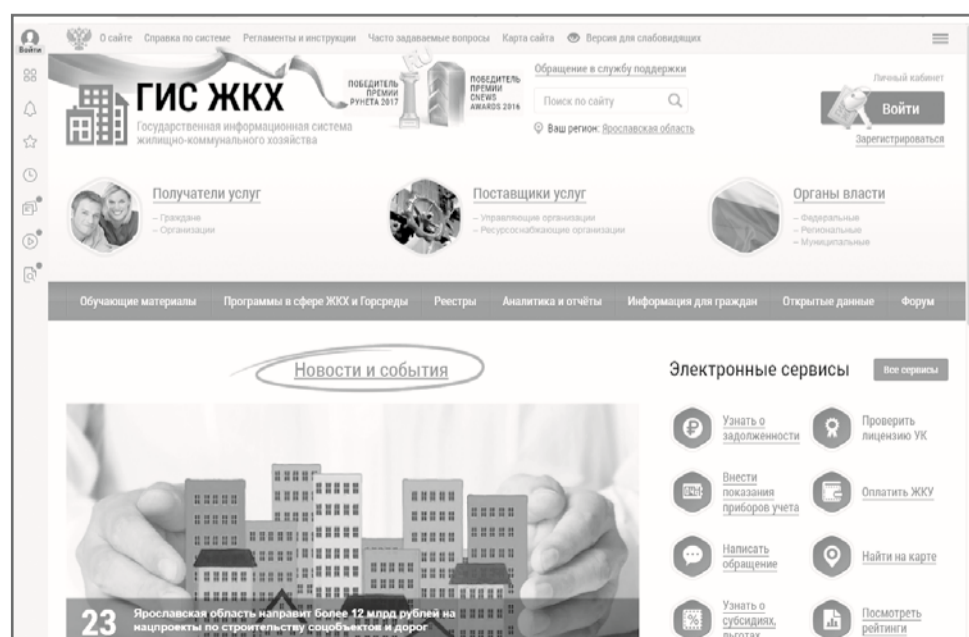 Войти
О сайте Справка по системе Регламенты и инструкции Часто задаваемые вопросы Карта сайта Версия для слабовидящих
ГИС ЖКХ
Государственная информационная система
жилищно-коммунального хозяйства
ПОБЕДИТЕЛЬ
ПРЕМИИ
РУНЕТА 2017
RU
ПОБЕДИТЕЛЬ
ПРЕМИИ
CNEWS
AWARDS 2016
Обращение в службу поддержки
Поиск по сайту
Ваш регион: Ярославская область
Личный кабинет
Войти
Зарегистрироваться
Получатели услуг
– Граждане
– Организации
Поставщики услуг
– Управляющие организации
– Ресурсоснабжающие организации
Органы власти
– Федеральные
– Региональные
– Муниципальные
Обучающие материалы Программы в сфере ЖКХ и Горсреды Реестры Аналитика и отчёты Информация для граждан Открытые данные Форум
Новости и события
23
Ярославская область направит более 12 млрд рублей на
нацпроекты по строительству соцобъектов и дорог
Электронные сервисы
Все сервисы
Узнать о
задолженности
Проверить
лицензию УК
Внести
показания
приборов учета
Оплатить ЖКУ
Написать
обращение
Найти на карте
Узнать о
субсидиях,
льготах
Посмотреть
рейтинги